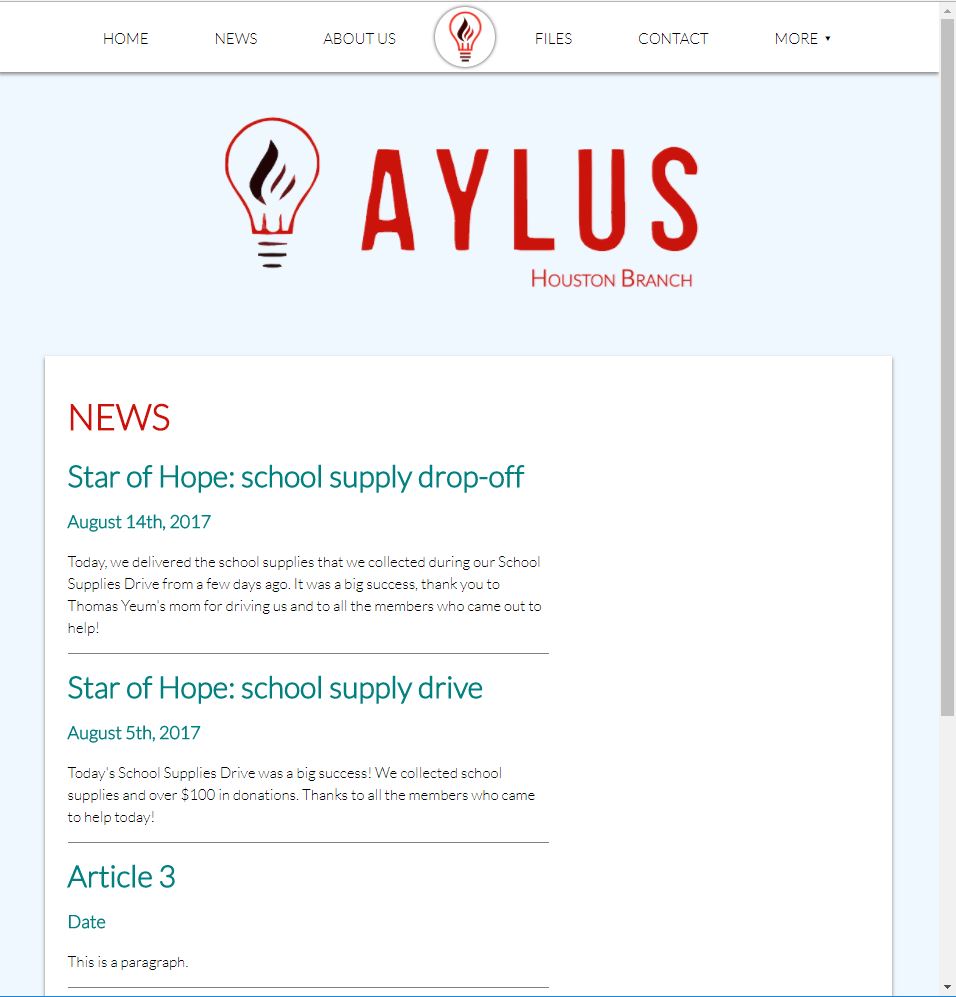 HOME NEWS ABOUT US FILES CONTACT MORE ▼
AYLUS
HOUSTON BRANCH
NEWS
Star of Hope: school supply drop-off
August 14th, 2017
Today, we delivered the school supplies that we collected during our School
Supplies Drive from a few days ago. It was a big success, thank you to
Thomas Yeum's mom for driving us and to all the members who came out to
help!
Star of Hope: school supply drive
August 5th, 2017
Today's School Supplies Drive was a big success! We collected school
supplies and over $100 in donations. Thanks to all the members who came
to help today!
Article 3
Date
This is a paragraph.